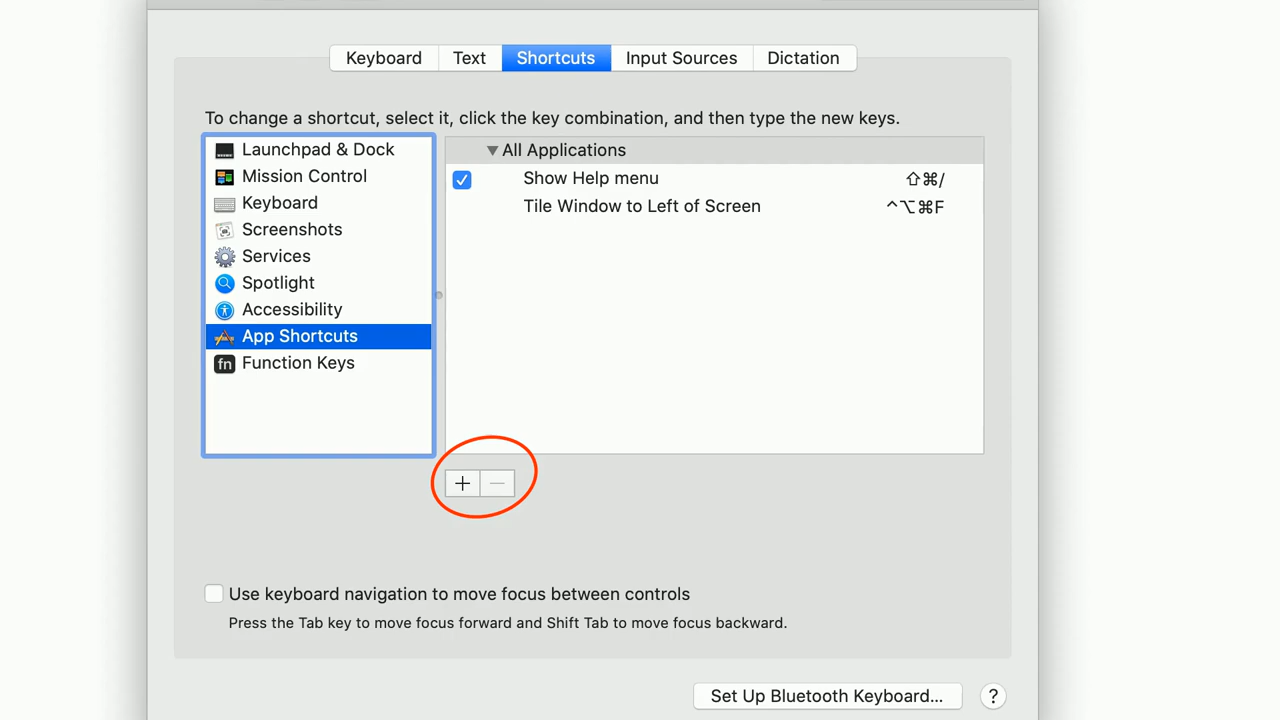 Keyboard Text Shortcuts Input Sources Dictation
To change a shortcut, select it, click the key combination, and then type the new keys.
Launchpad & Dock
Mission Control
Keyboard
Screenshots
Services
Spotlight
Accessibility
App Shortcuts
fn Function Keys
All Applications
Show Help menu ⇧⌘/
Tile Window to Left of Screen ^⌥⌘F
+ −
Use keyboard navigation to move focus between controls
Press the Tab key to move focus forward and Shift Tab to move focus backward.
Set Up Bluetooth Keyboard... ?